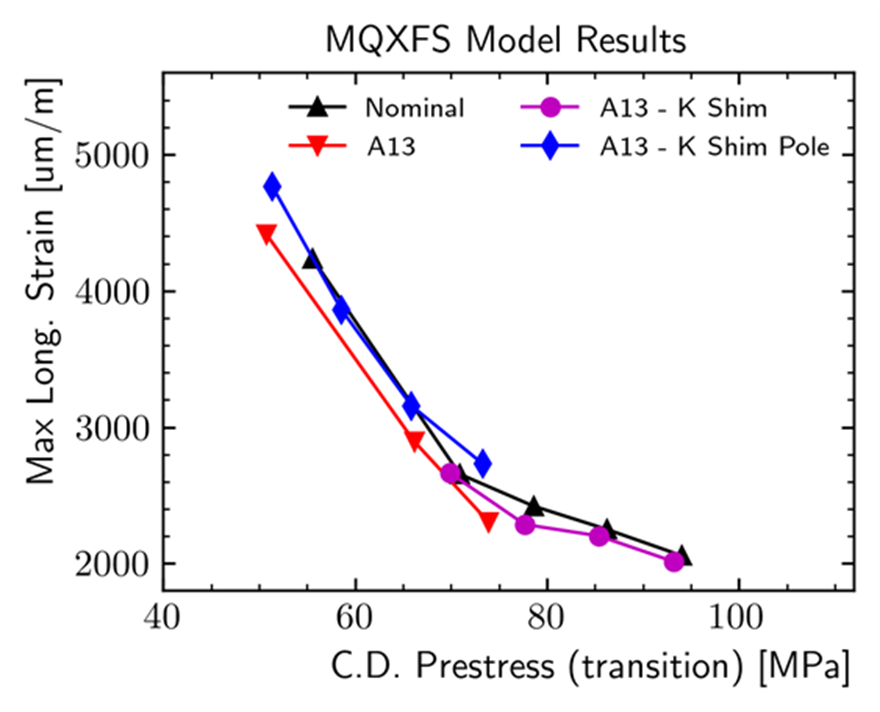 MQXFS Model Results
Nominal
A13
A13 - K Shim
A13 - K Shim Pole
Max Long. Strain [um/m]
5000
4000
3000
2000
40 60 80 100
C.D. Prestress (transition) [MPa]